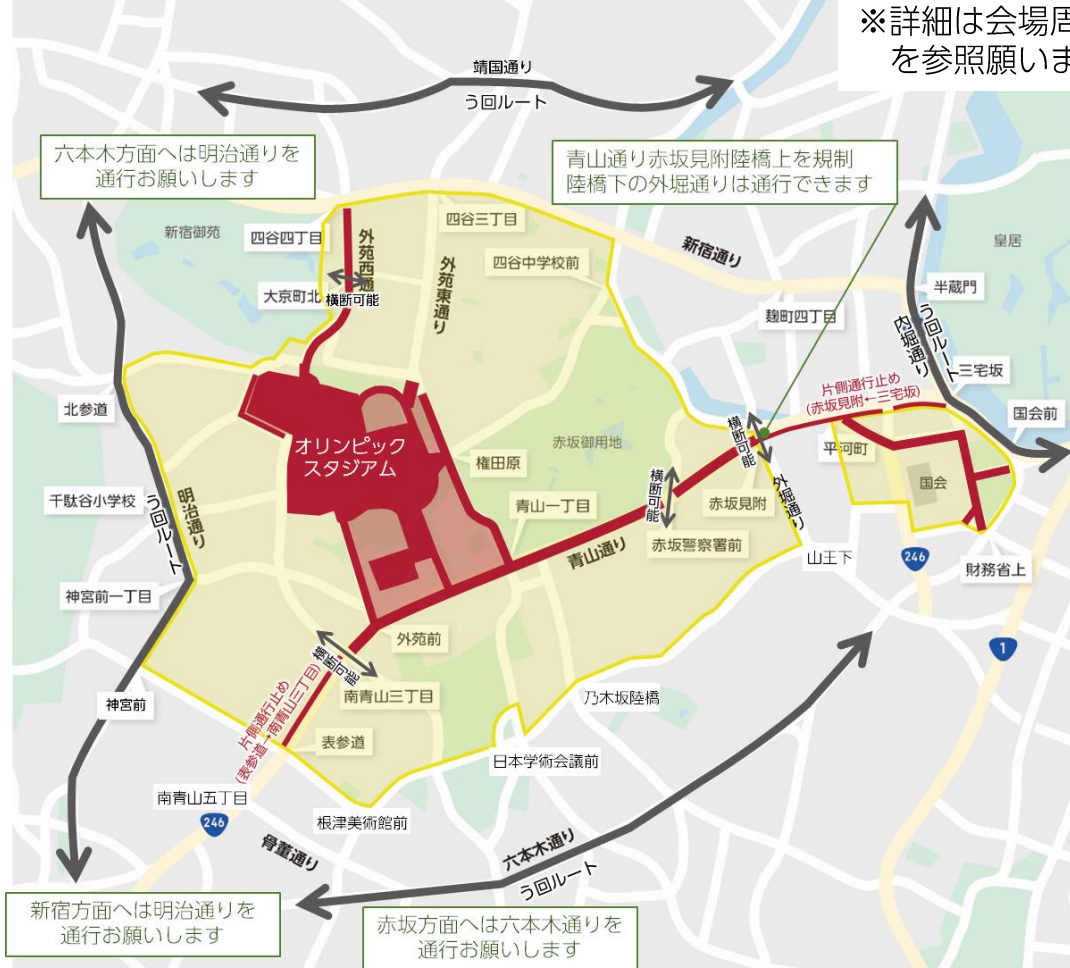 ※詳細は会場周
を参照願いま
靖国通り
う回ルート
六本木方面へは明治通りを
通行お願いします
青山通り赤坂見附陸橋上を規制
陸橋下の外堀通りは通行できます
新宿御苑
四谷四丁目
外苑西通
四谷三丁目
外苑東通り
四谷中学校前
新宿通り
皇居
大京町北
横断可能
半蔵門
麹町四丁目
内堀通り
う回ルート
三宅坂
片側通行止め
(赤坂見附←三宅坂)
北参道
国会前
オリンピック
スタジアム
赤坂御用地
横断可能
平河町
権田原
国会
千駄谷小学校
明治通り
う回ルート
青山一丁目
横断可能
赤坂見附
外堀通り
青山通り
赤坂警察署前
山王下
246
財務省上
神宮前一丁目
外苑前
1
横断可能
南青山三丁目
片側通行止め
(表参道→南青山三丁目)
神宮前
乃木坂陸橋
表参道
日本学術会議前
南青山五丁目
246
根津美術館前
骨董通り
六本木通り
う回ルート
新宿方面へは明治通りを
通行お願いします
赤坂方面へは六本木通りを
通行お願いします